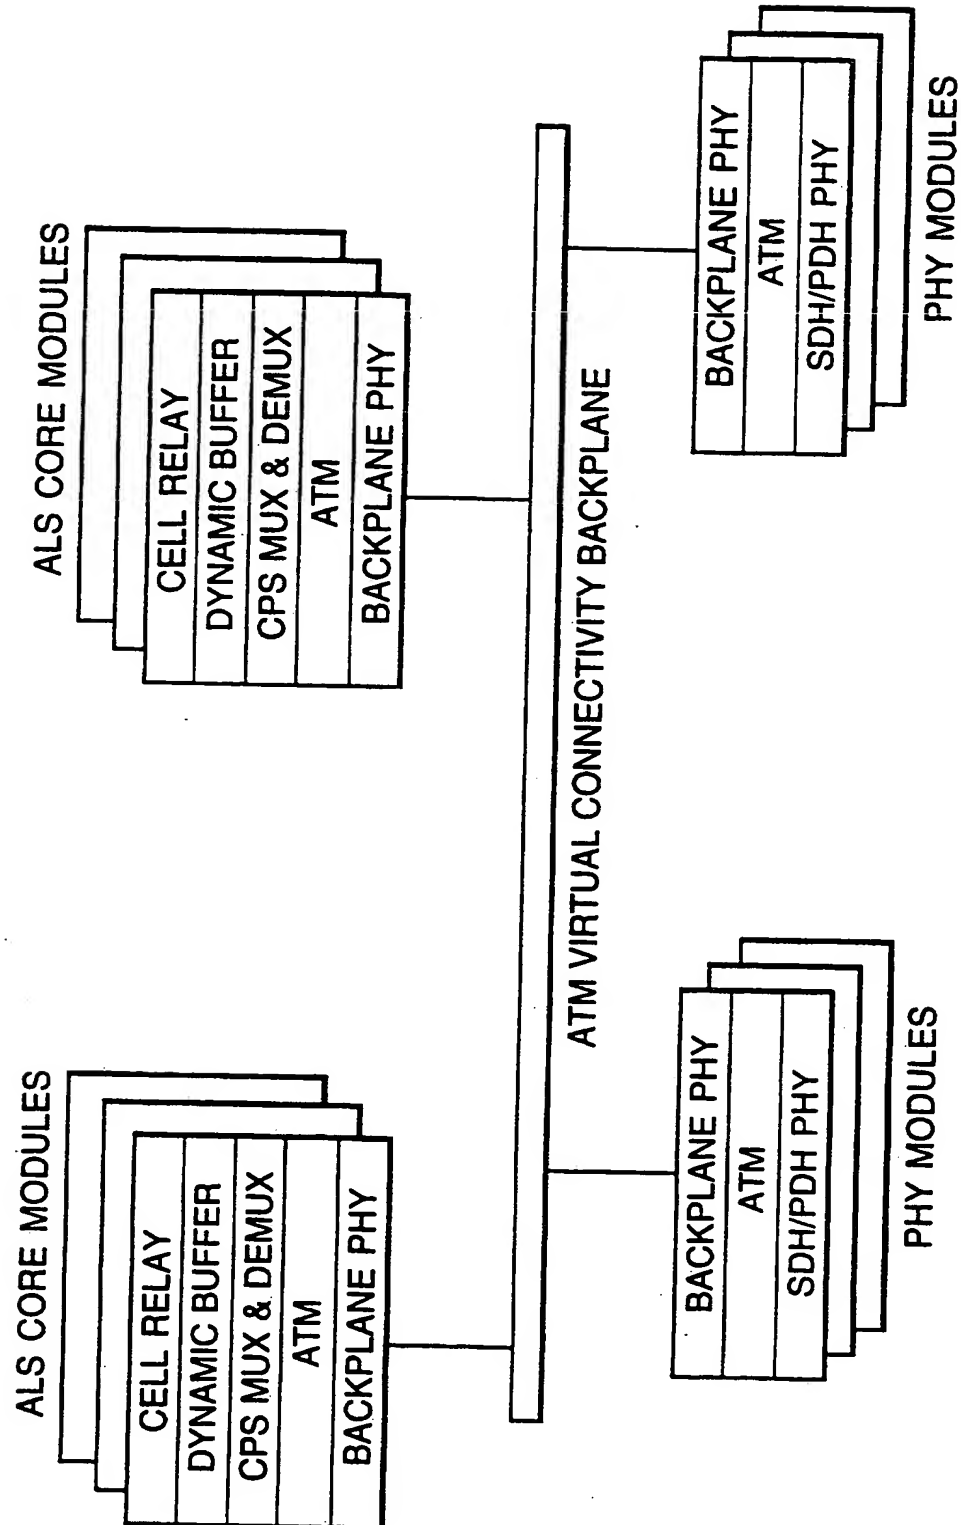 ALS CORE MODULES
CELL RELAY
DYNAMIC BUFFER
CPS MUX & DEMUX
ATM
BACKPLANE PHY
ALS CORE MODULES
CELL RELAY
DYNAMIC BUFFER
CPS MUX & DEMUX
ATM
BACKPLANE PHY
ATM VIRTUAL CONNECTIVITY BACKPLANE
BACKPLANE PHY
ATM
SDH/PDH PHY
PHY MODULES
BACKPLANE PHY
ATM
SDH/PDH PHY
PHY MODULES